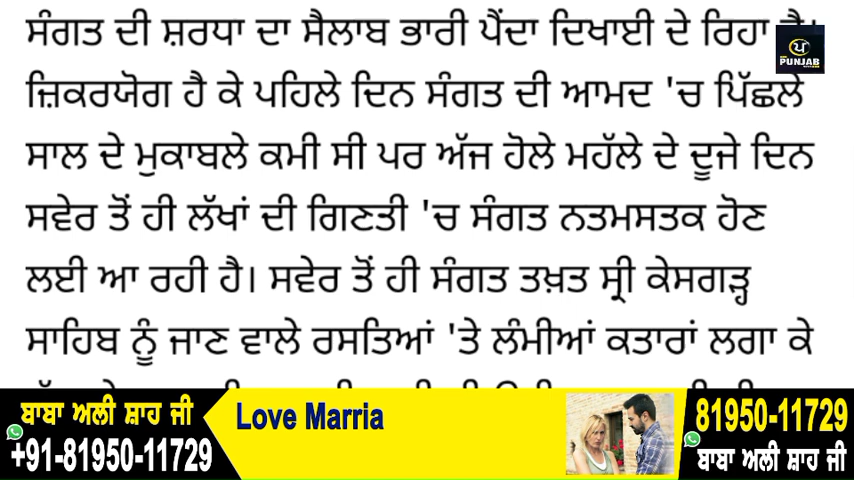 ਸੰਗਤ ਦੀ ਸ਼ਰਧਾ ਦਾ ਸੈਲਾਬ ਭਾਰੀ ਪੈਂਦਾ ਦਿਖਾਈ ਦੇ ਰਿਹਾ ਹੈ।
ਜ਼ਿਕਰਯੋਗ ਹੈ ਕੇ ਪਹਿਲੇ ਦਿਨ ਸੰਗਤ ਦੀ ਆਮਦ 'ਚ ਪਿੱਛਲੇ
ਸਾਲ ਦੇ ਮੁਕਾਬਲੇ ਕਮੀ ਸੀ ਪਰ ਅੱਜ ਹੋਲੇ ਮਹੱਲੇ ਦੇ ਦੂਜੇ ਦਿਨ
ਸਵੇਰ ਤੋਂ ਹੀ ਲੱਖਾਂ ਦੀ ਗਿਣਤੀ 'ਚ ਸੰਗਤ ਨਤਮਸਤਕ ਹੋਣ
ਲਈ ਆ ਰਹੀ ਹੈ। ਸਵੇਰ ਤੋਂ ਹੀ ਸੰਗਤ ਤਖ਼ਤ ਸ੍ਰੀ ਕੇਸਗੜ੍ਹ
ਸਾਹਿਬ ਨੂੰ ਜਾਣ ਵਾਲੇ ਰਸਤਿਆਂ 'ਤੇ ਲੰਮੀਆਂ ਕਤਾਰਾਂ ਲਗਾ ਕੇ
PUNJAB
ਬਾਬਾ ਅਲੀ ਸ਼ਾਹ ਜੀ
+91-81950-11729
Love Marria
81950-11729
ਬਾਬਾ ਅਲੀ ਸ਼ਾਹ ਜੀ